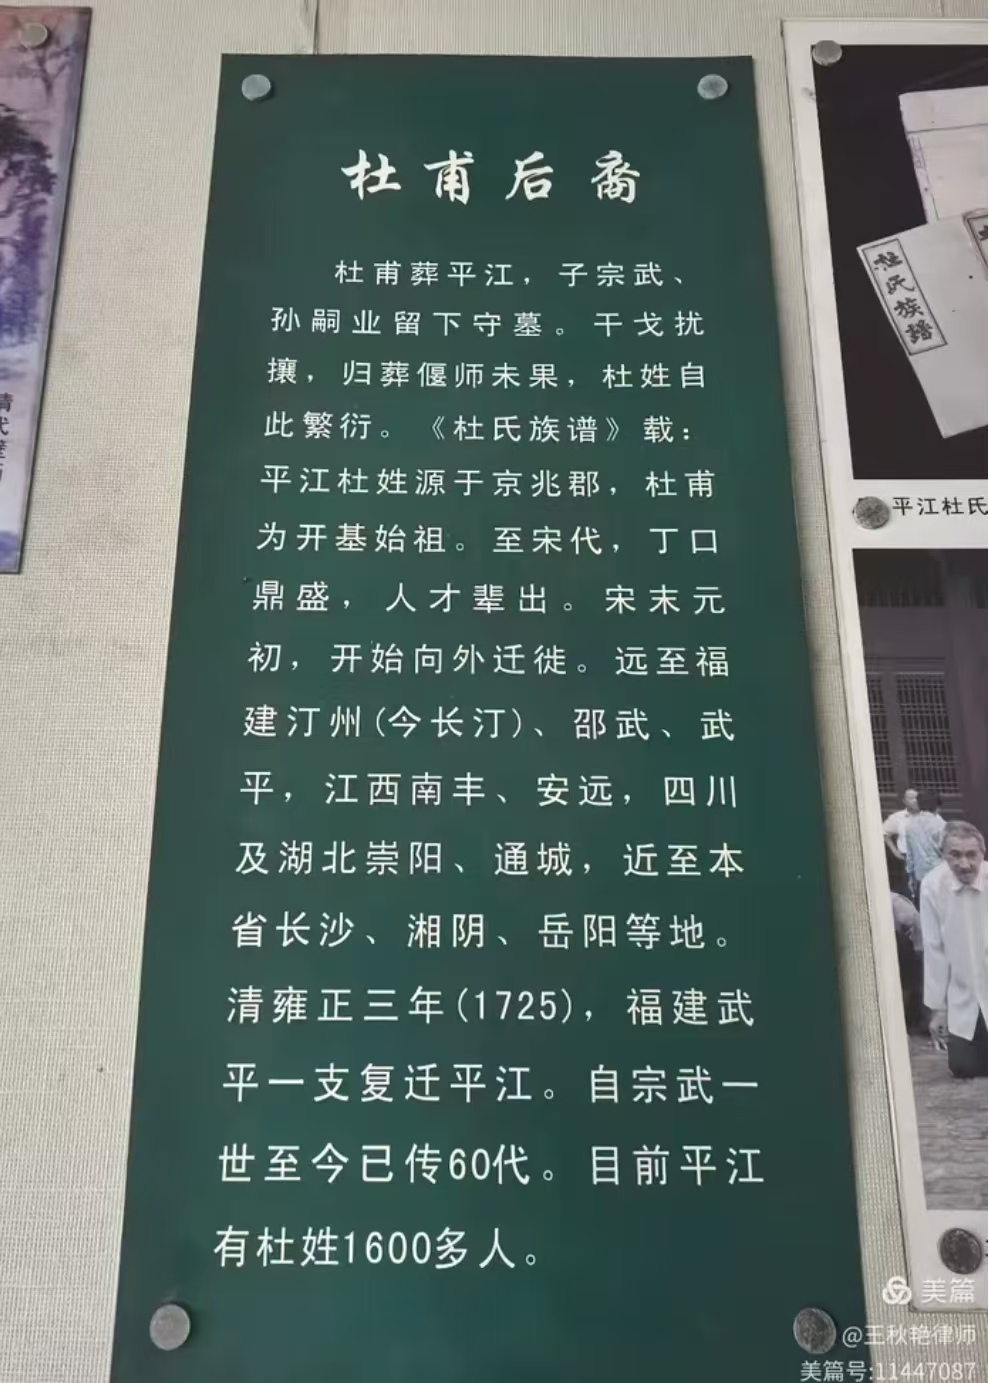 杜甫后裔
杜甫葬平江，子宗武、
孙嗣业留下守墓。干戈扰
攘，归葬偃师未果，杜姓自
此繁衍。《杜氏族谱》载：
平江杜姓源于京兆郡，杜甫
为开基始祖。至宋代，丁口
鼎盛，人才辈出。宋末元
初，开始向外迁徙。远至福
建汀州(今长汀)、邵武、武
平，江西南丰、安远，四川
及湖北崇阳、通城，近至本
省长沙、湘阴、岳阳等地。
清雍正三年(1725)，福建武
平一支复迁平江。自宗武一
世至今已传60代。目前平江
有杜姓1600多人。
杜氏族谱
平江杜氏
美篇
@王秋艳律师
美篇号:11447087